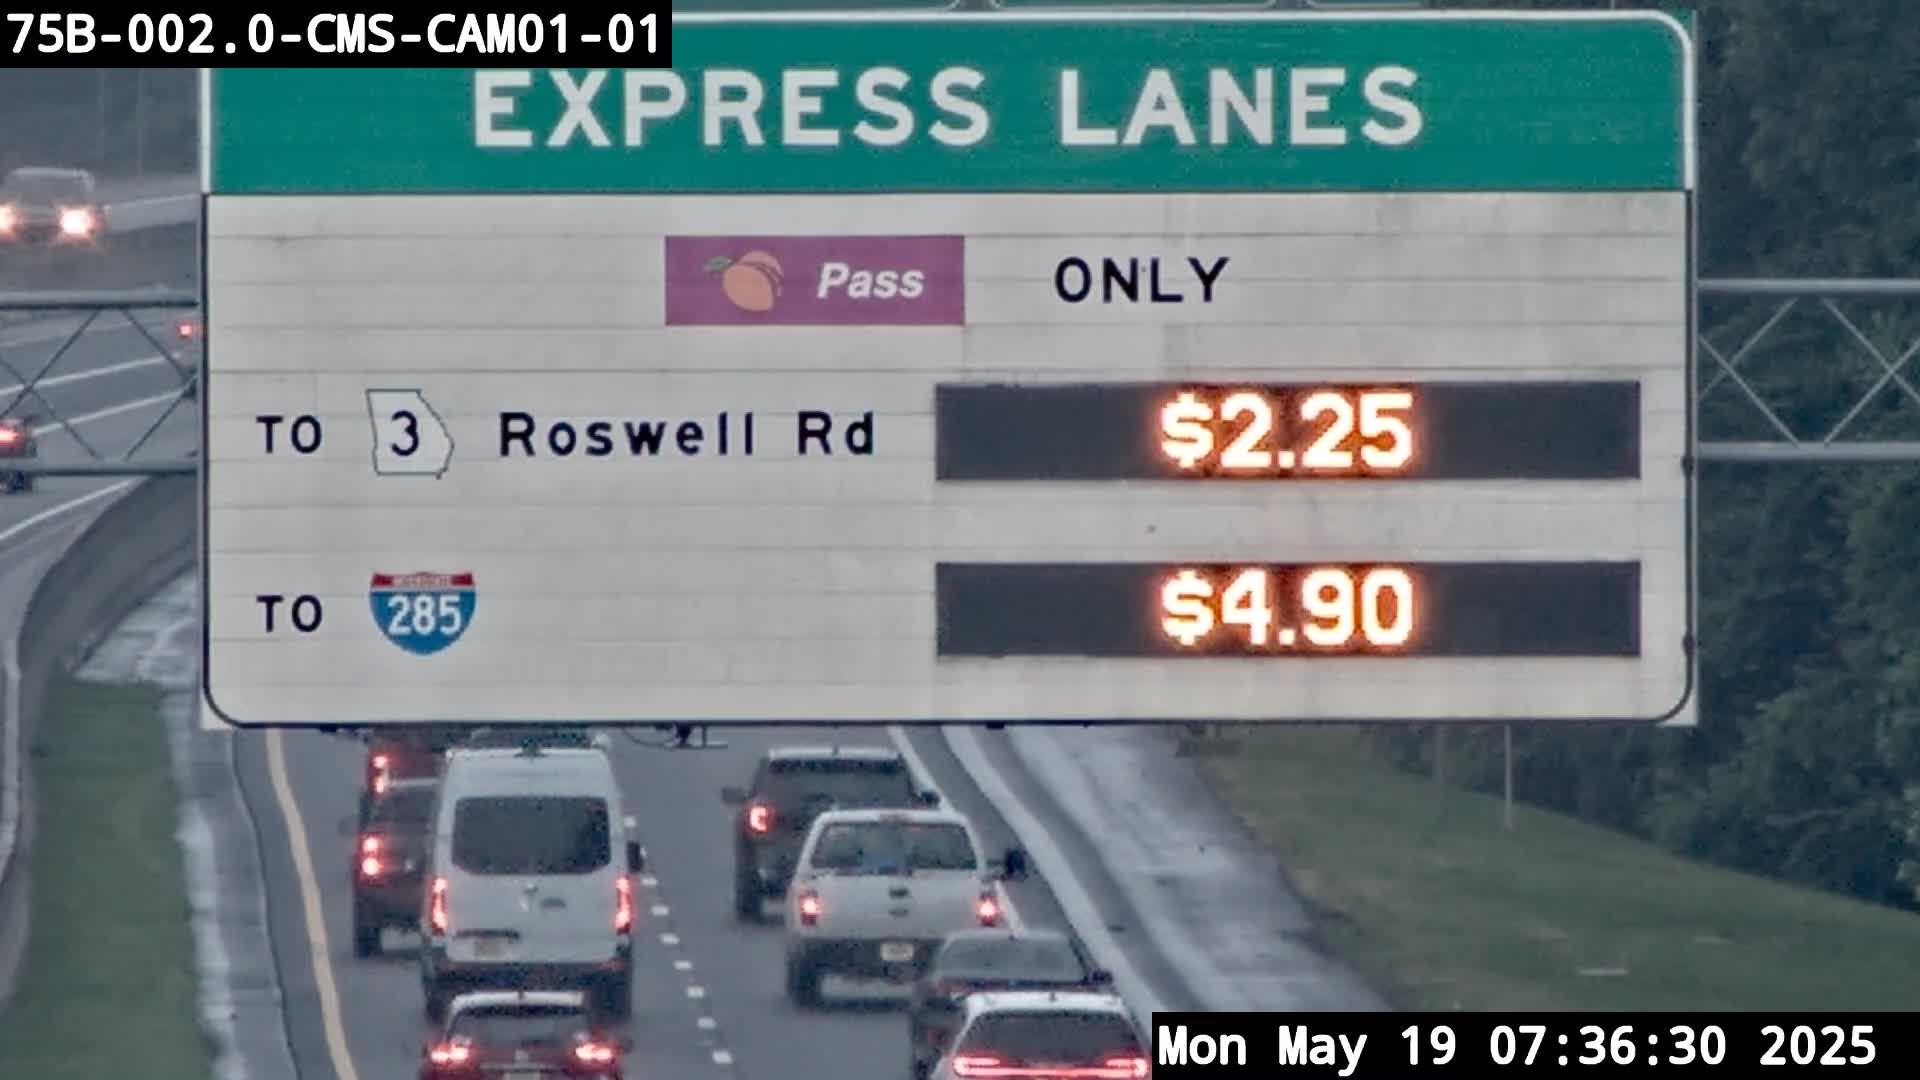 75B-002.0-CMS-CAM01-01
EXPRESS LANES
Pass ONLY
TO 3 Roswell Rd $2.25
TO 285 $4.90
Mon May 19 07:36:30 2025